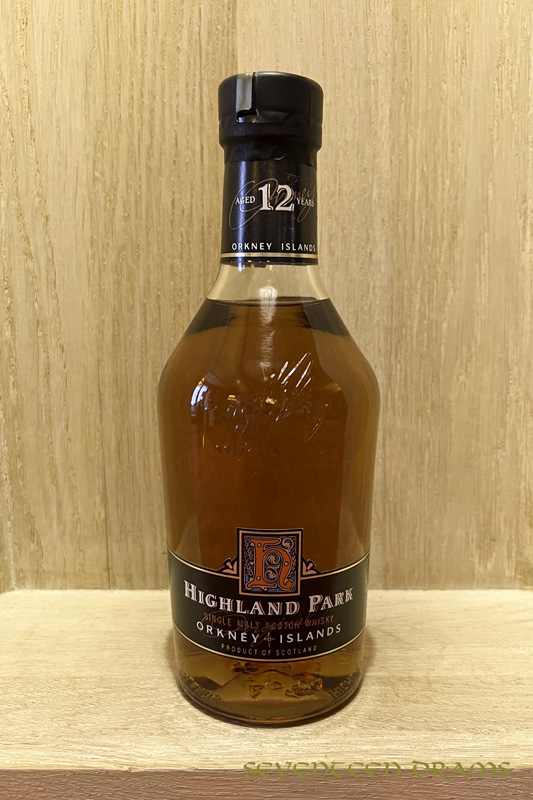 AGED 12 YEARS
ORKNEY ISLANDS
H
HIGHLAND PARK
SINGLE MALT SCOTCH WHISKY
ORKNEY ISLANDS
PRODUCT OF SCOTLAND
SEVENTEEN DRAMS